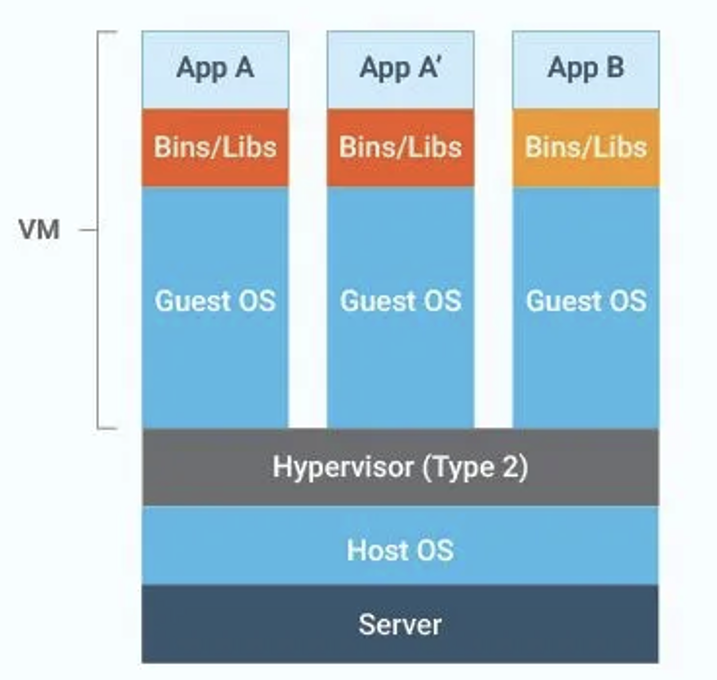 App A
App A’
App B
Bins/Libs
Bins/Libs
Bins/Libs
VM
Guest OS
Guest OS
Guest OS
Hypervisor (Type 2)
Host OS
Server